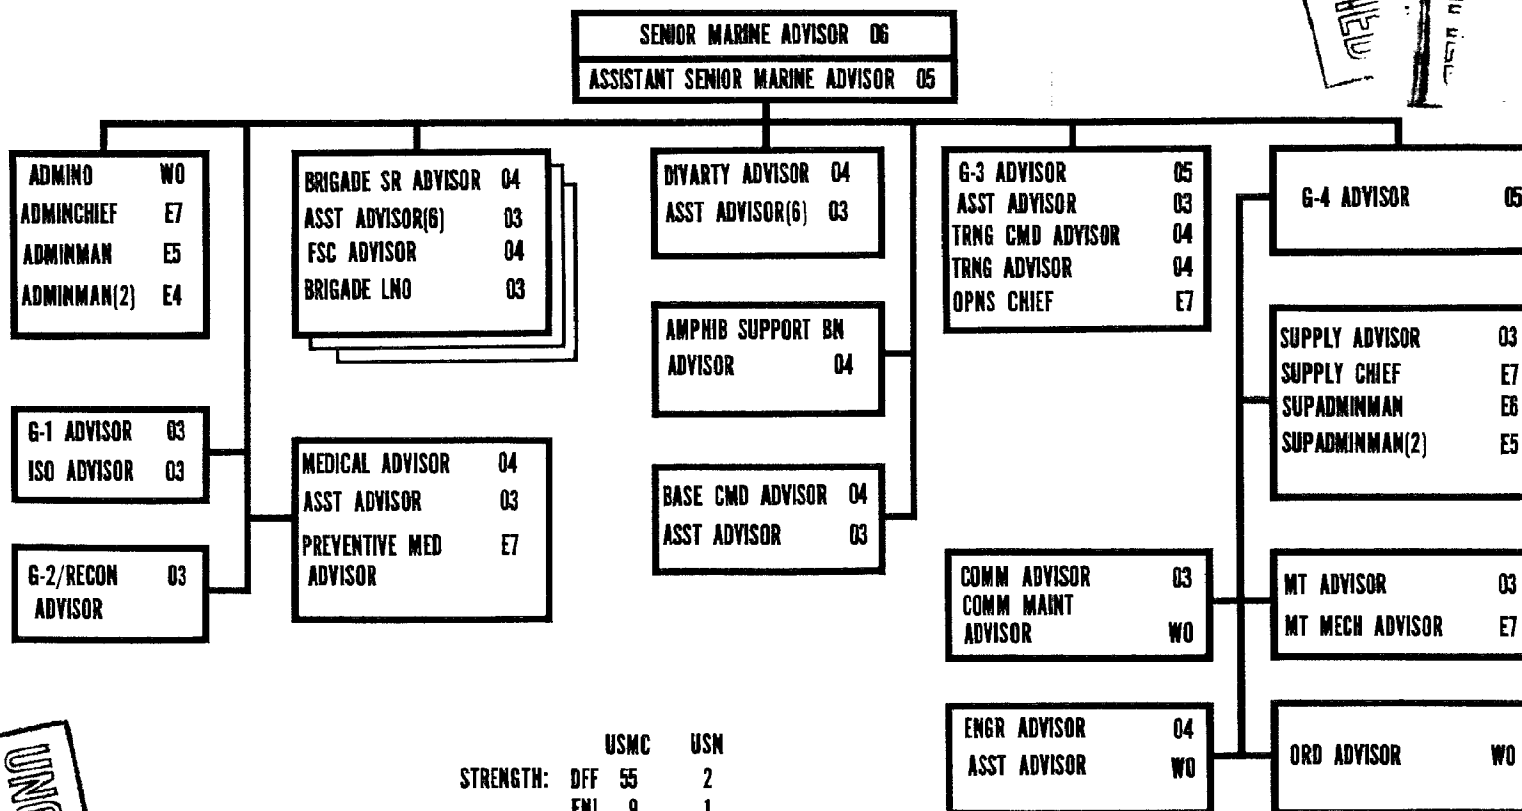 SENIOR MARINE ADVISOR 06
ASSISTANT SENIOR MARINE ADVISOR 05
ADMINO WO
ADMINCHIEF E7
ADMINMAN E5
ADMINMAN(2) E4
BRIGADE SR ADVISOR 04
ASST ADVISOR(6) 03
FSC ADVISOR 04
BRIGADE LNO 03
DIVARTY ADVISOR 04
ASST ADVISOR(6) 03
G-3 ADVISOR 05
ASST ADVISOR 03
TRNG CMD ADVISOR 04
TRNG ADVISOR 04
OPNS CHIEF E7
G-4 ADVISOR 05
AMPHIB SUPPORT BN
ADVISOR 04
SUPPLY ADVISOR 03
SUPPLY CHIEF E7
SUPADMINMAN E6
SUPADMINMAN(2) E5
G-1 ADVISOR 03
ISO ADVISOR 03
MEDICAL ADVISOR 04
ASST ADVISOR 03
PREVENTIVE MED E7
ADVISOR
BASE CMD ADVISOR 04
ASST ADVISOR 03
G-2/RECON 03
ADVISOR
COMM ADVISOR 03
COMM MAINT
ADVISOR WO
MT ADVISOR 03
MT MECH ADVISOR E7
ENGR ADVISOR 04
ASST ADVISOR WO
ORD ADVISOR WO
USMC USN
STRENGTH: OFF 55 2
ENL 9 1
UNC